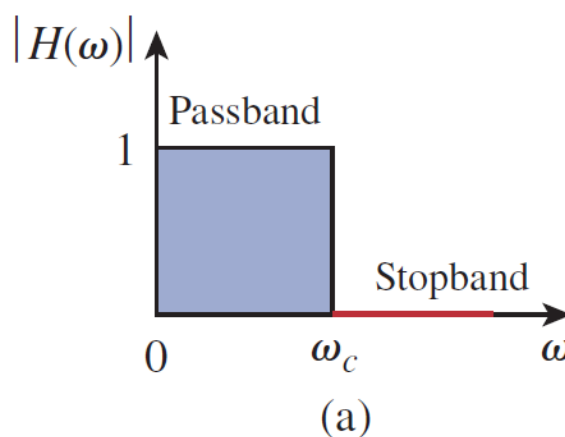 |H(ω)|
Passband
1
Stopband
0
ω_c
ω
(a)